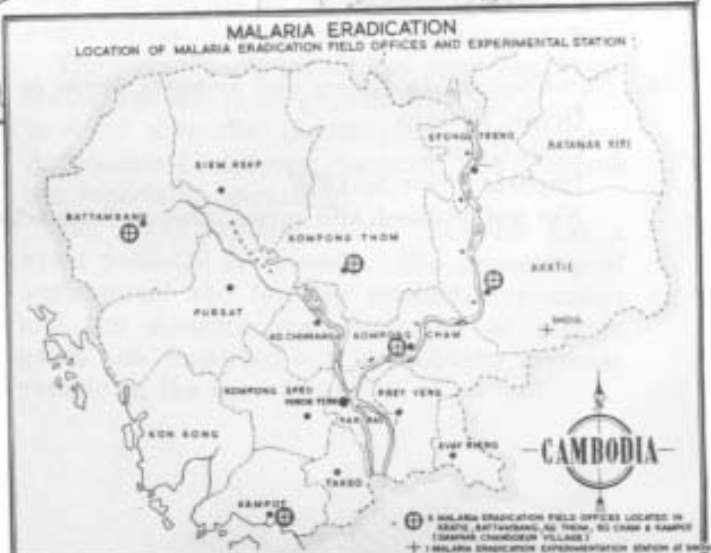 MALARIA ERADICATION
LOCATION OF MALARIA ERADICATION FIELD OFFICES AND EXPERIMENTAL STATION
STUNG TRENG
RATANAK KIRI
SIEM REAP
BATTAMBANG
KOMPONG THOM
KRATIE
PURSAT
SNOUL
KG. CHHNANG
KOMPONG CHAM
KOMPONG SPEU
PHNOM PENH
PREY VENG
KANDAL
KOH KONG
SVAY RIENG
CAMBODIA
TAKEO
KAMPOT
MALARIA ERADICATION FIELD OFFICES LOCATED IN
KRATIE, BATTAMBANG, KG THOM, KG CHAM & KAMPOT
VILLAGE)
1 MALARIA ERADICATION EXPERIMENTATION STATION AT SNOUL